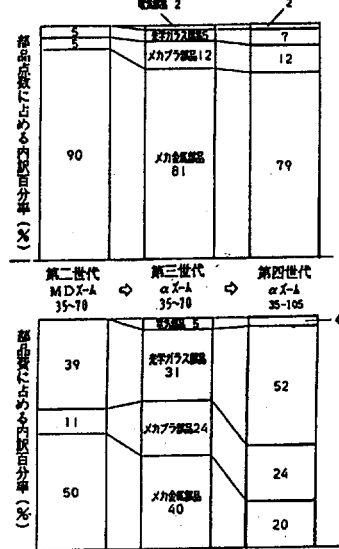 電気部品 2
2
部品点数に占める内訳百分率(%)
5
5
90
光学ガラス部品5
メカプラ部品12
メカ金属部品
81
7
12
79
第二世代
MDズーム
35~70
⇨
第三世代
αズーム
35~70
⇨
第四世代
αズーム
35-105
部品費に占める内訳百分率(%)
39
11
50
電気部品 5
光学ガラス部品
31
メカプラ部品24
メカ金属部品
40
4
52
24
20